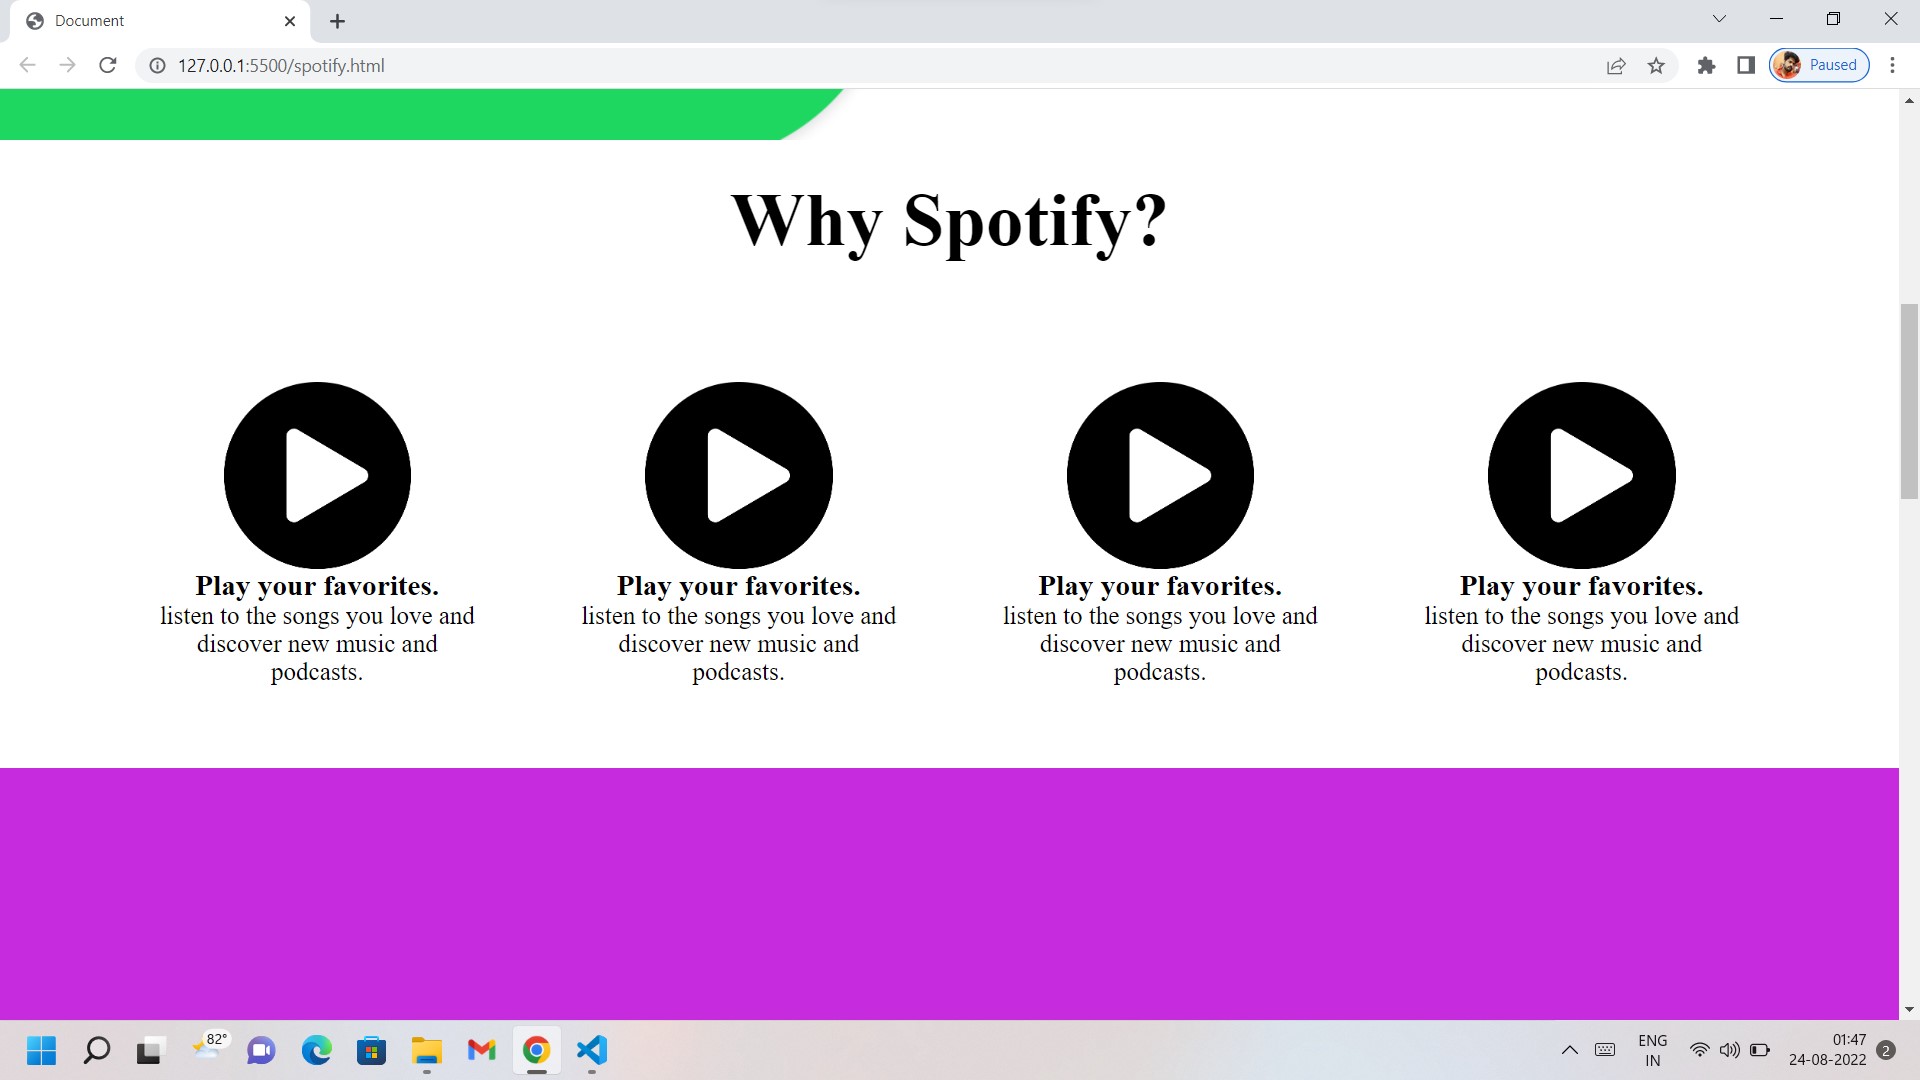 Document
127.0.0.1:5500/spotify.html
Paused
Why Spotify?
Play your favorites.
listen to the songs you love and
discover new music and
podcasts.
Play your favorites.
listen to the songs you love and
discover new music and
podcasts.
Play your favorites.
listen to the songs you love and
discover new music and
podcasts.
Play your favorites.
listen to the songs you love and
discover new music and
podcasts.
82°
ENG
IN
01:47
24-08-2022
2